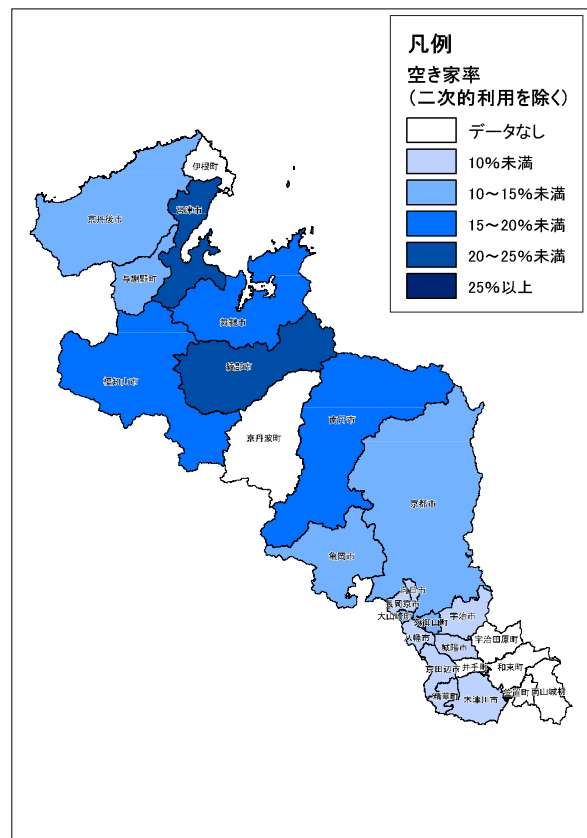 凡例
空き家率
（二次的利用を除く）
データなし
10%未満
10～15%未満
15～20%未満
20～25%未満
25%以上
伊根町
京丹後市
宮津市
与謝野町
舞鶴市
綾部市
福知山市
京丹波町
南丹市
京都市
亀岡市
向日市
長岡京市
大山崎町
久御山町
宇治市
宇治田原町
八幡市
城陽市
京田辺市
井手町
和束町
精華町
木津川市
笠置町
南山城村